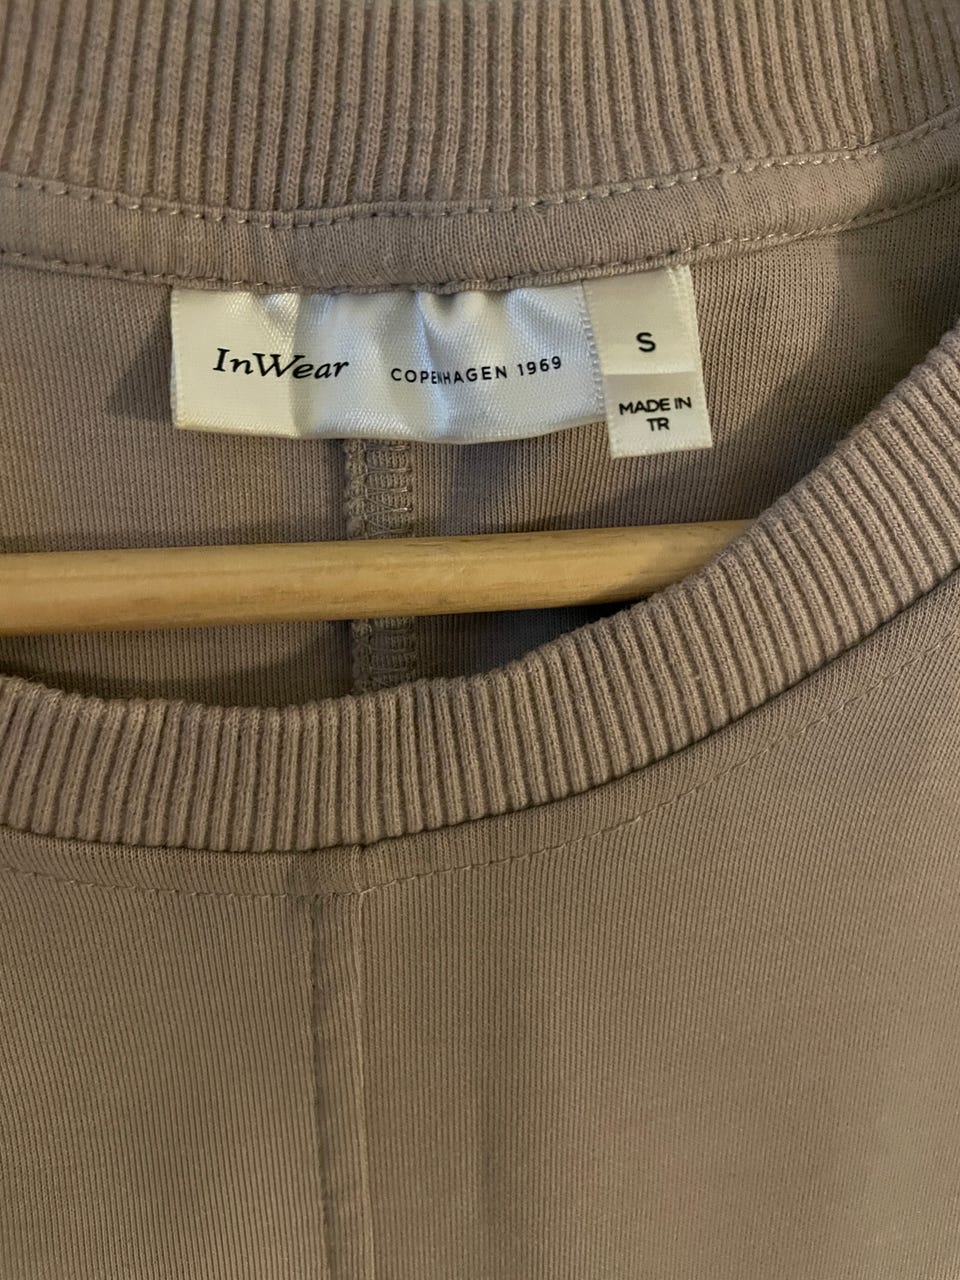 InWear COPENHAGEN 1969
S
MADE IN
TR